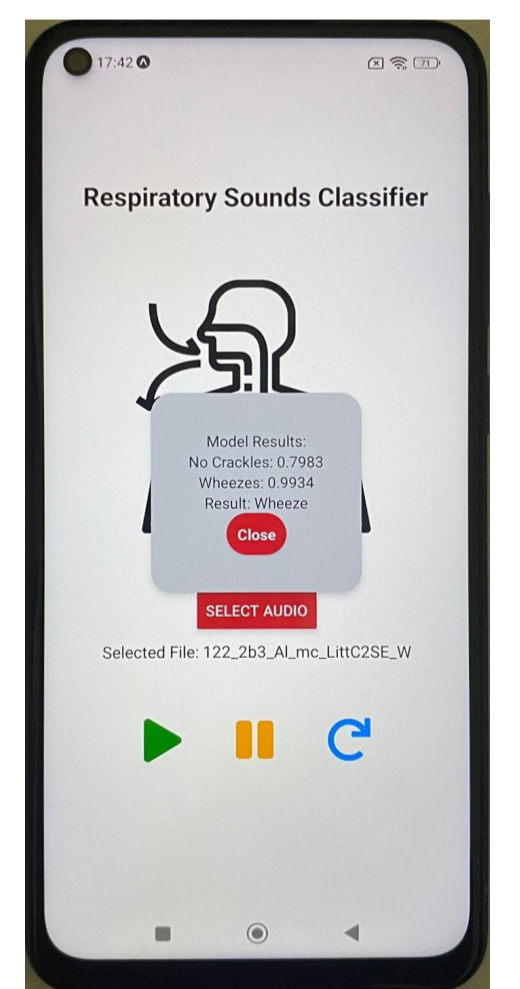 17:42
71
Respiratory Sounds Classifier
Model Results:
No Crackles: 0.7983
Wheezes: 0.9934
Result: Wheeze
Close
SELECT AUDIO
Selected File: 122_2b3_Al_mc_LittC2SE_W